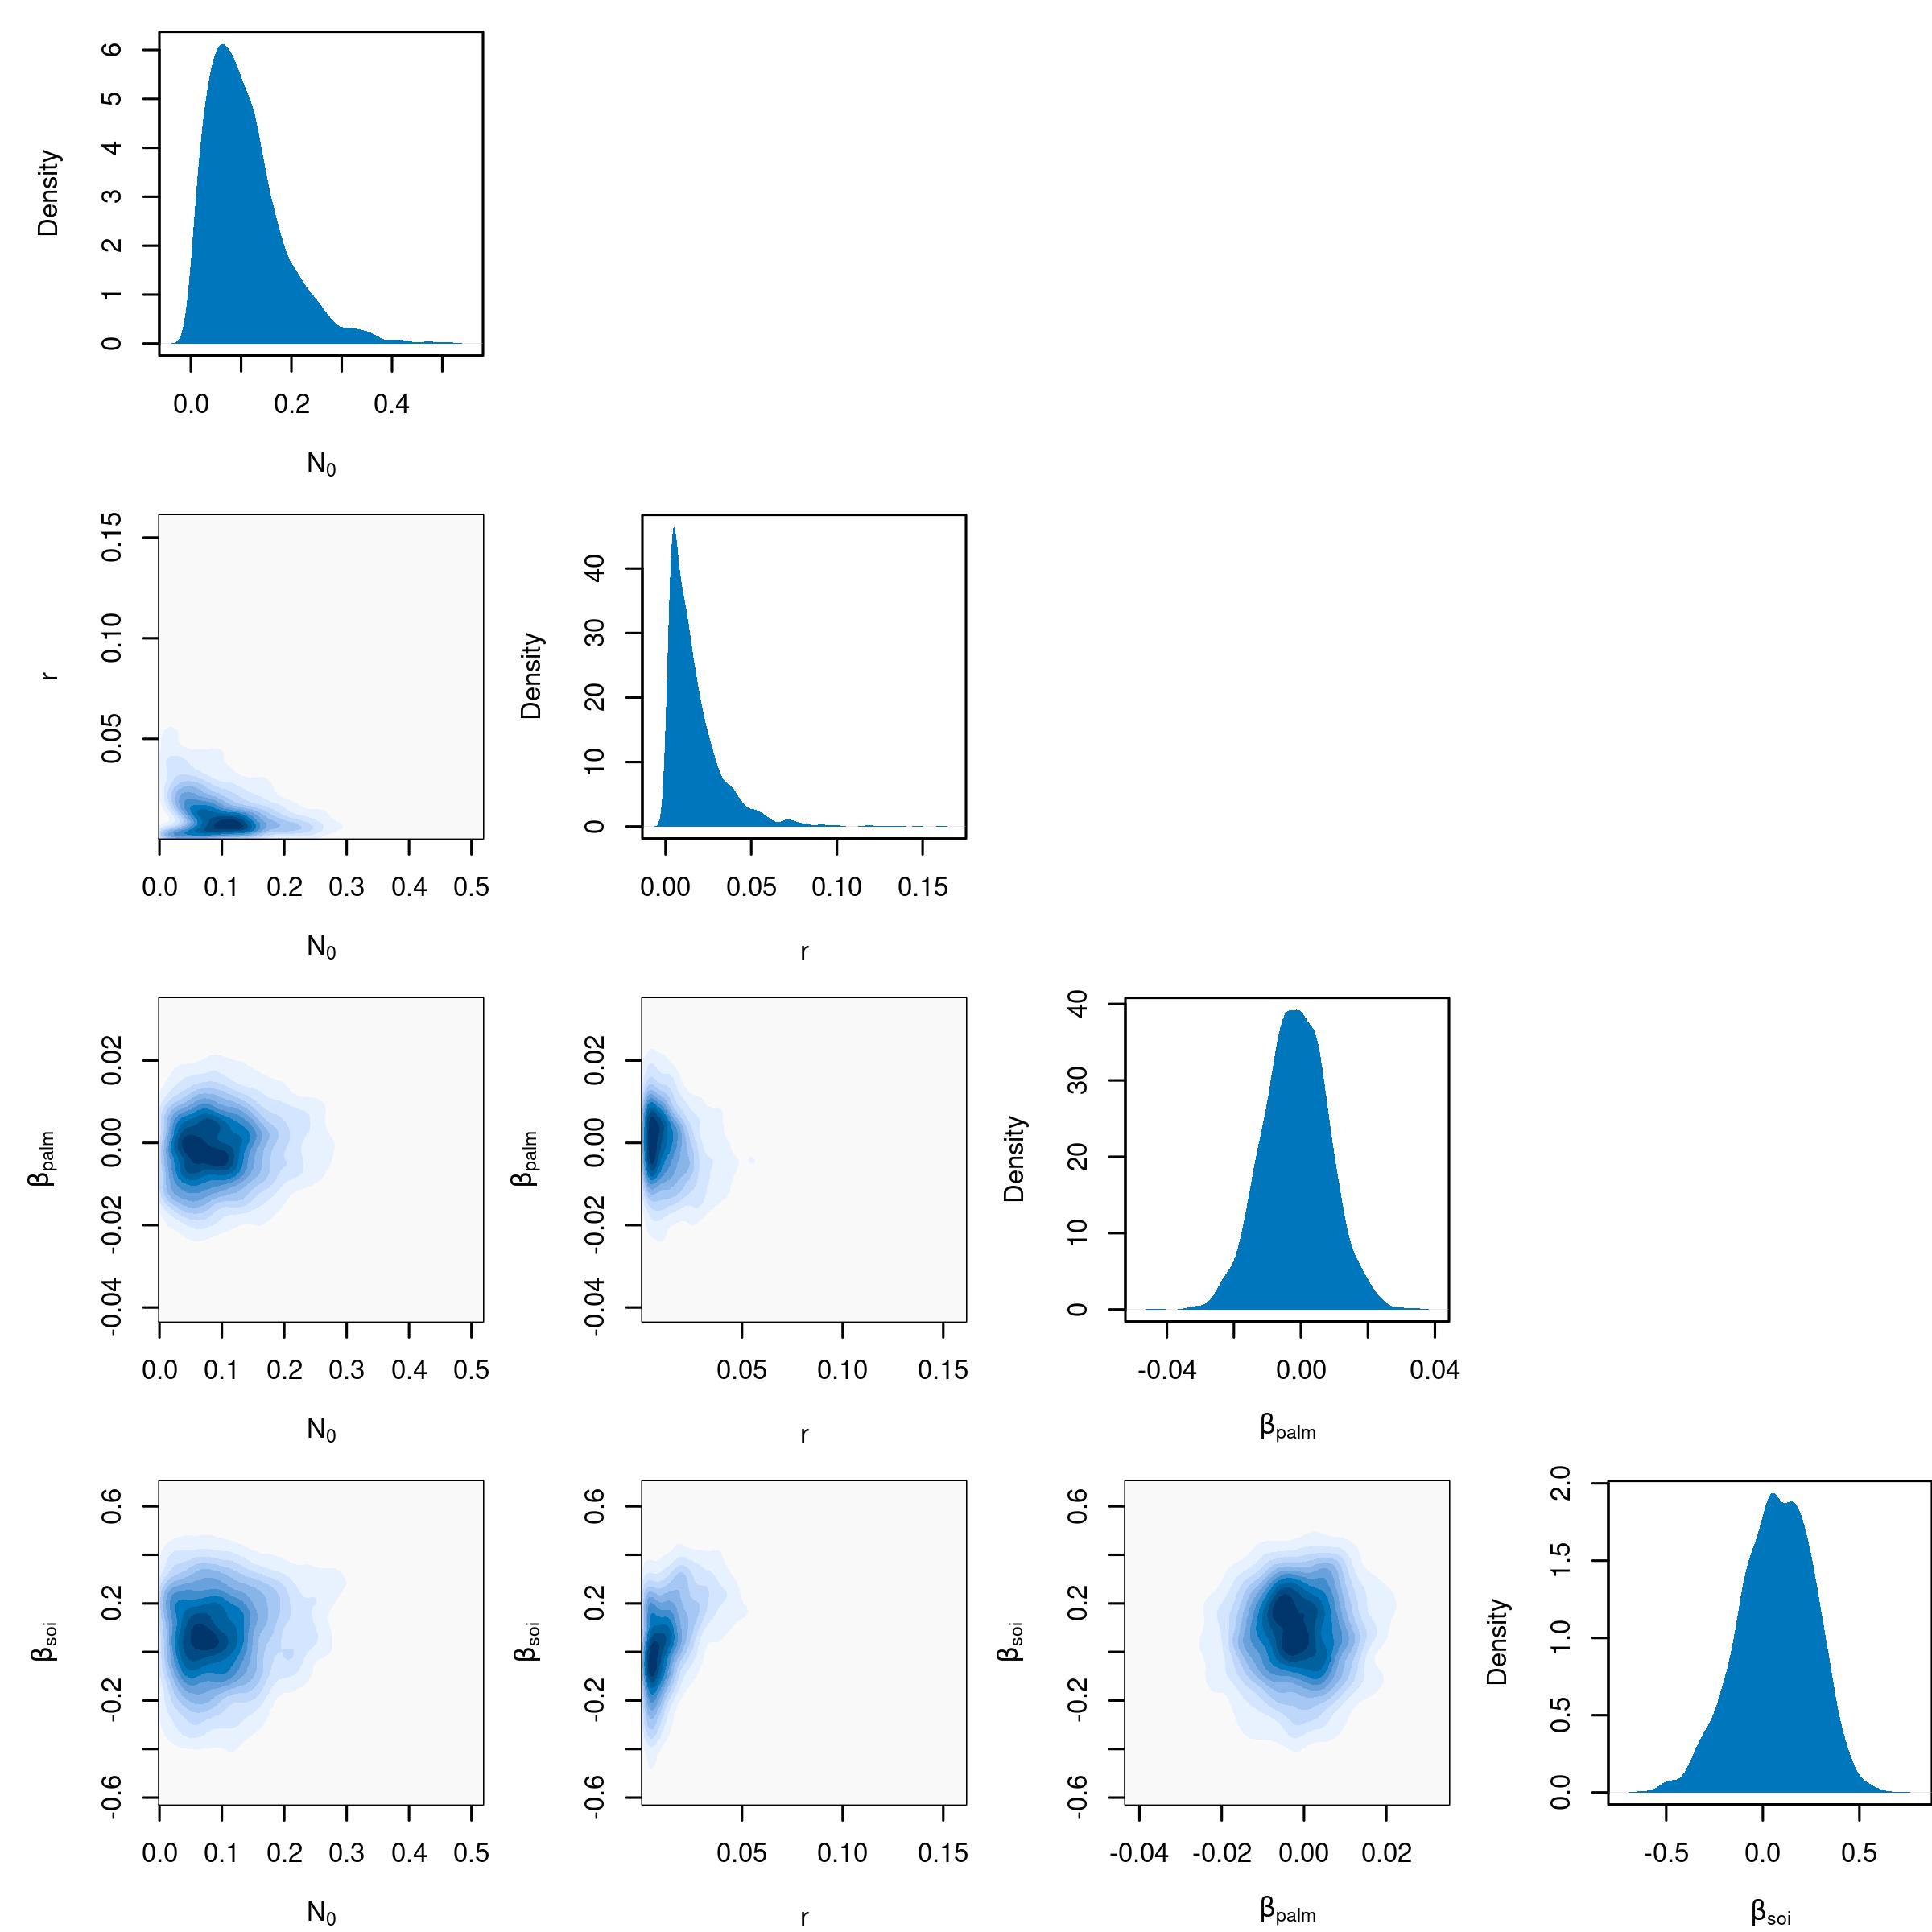 Density
6
5
4
3
2
1
0
0.0 0.2 0.4
N₀
r
0.15
0.10
0.05
0.0 0.1 0.2 0.3 0.4 0.5
N₀
Density
40
30
20
10
0
0.00 0.05 0.10 0.15
r
βpalm
0.02
0.00
-0.02
-0.04
0.0 0.1 0.2 0.3 0.4 0.5
N₀
βpalm
0.02
0.00
-0.02
-0.04
0.05 0.10 0.15
r
Density
40
30
20
10
0
-0.04 0.00 0.04
βpalm
βsoi
0.6
0.2
-0.2
-0.6
0.0 0.1 0.2 0.3 0.4 0.5
N₀
βsoi
0.6
0.2
-0.2
-0.6
0.05 0.10 0.15
r
βsoi
0.6
0.2
-0.2
-0.6
-0.04 -0.02 0.00 0.02
βpalm
Density
2.0
1.5
1.0
0.5
0.0
-0.5 0.0 0.5
βsoi